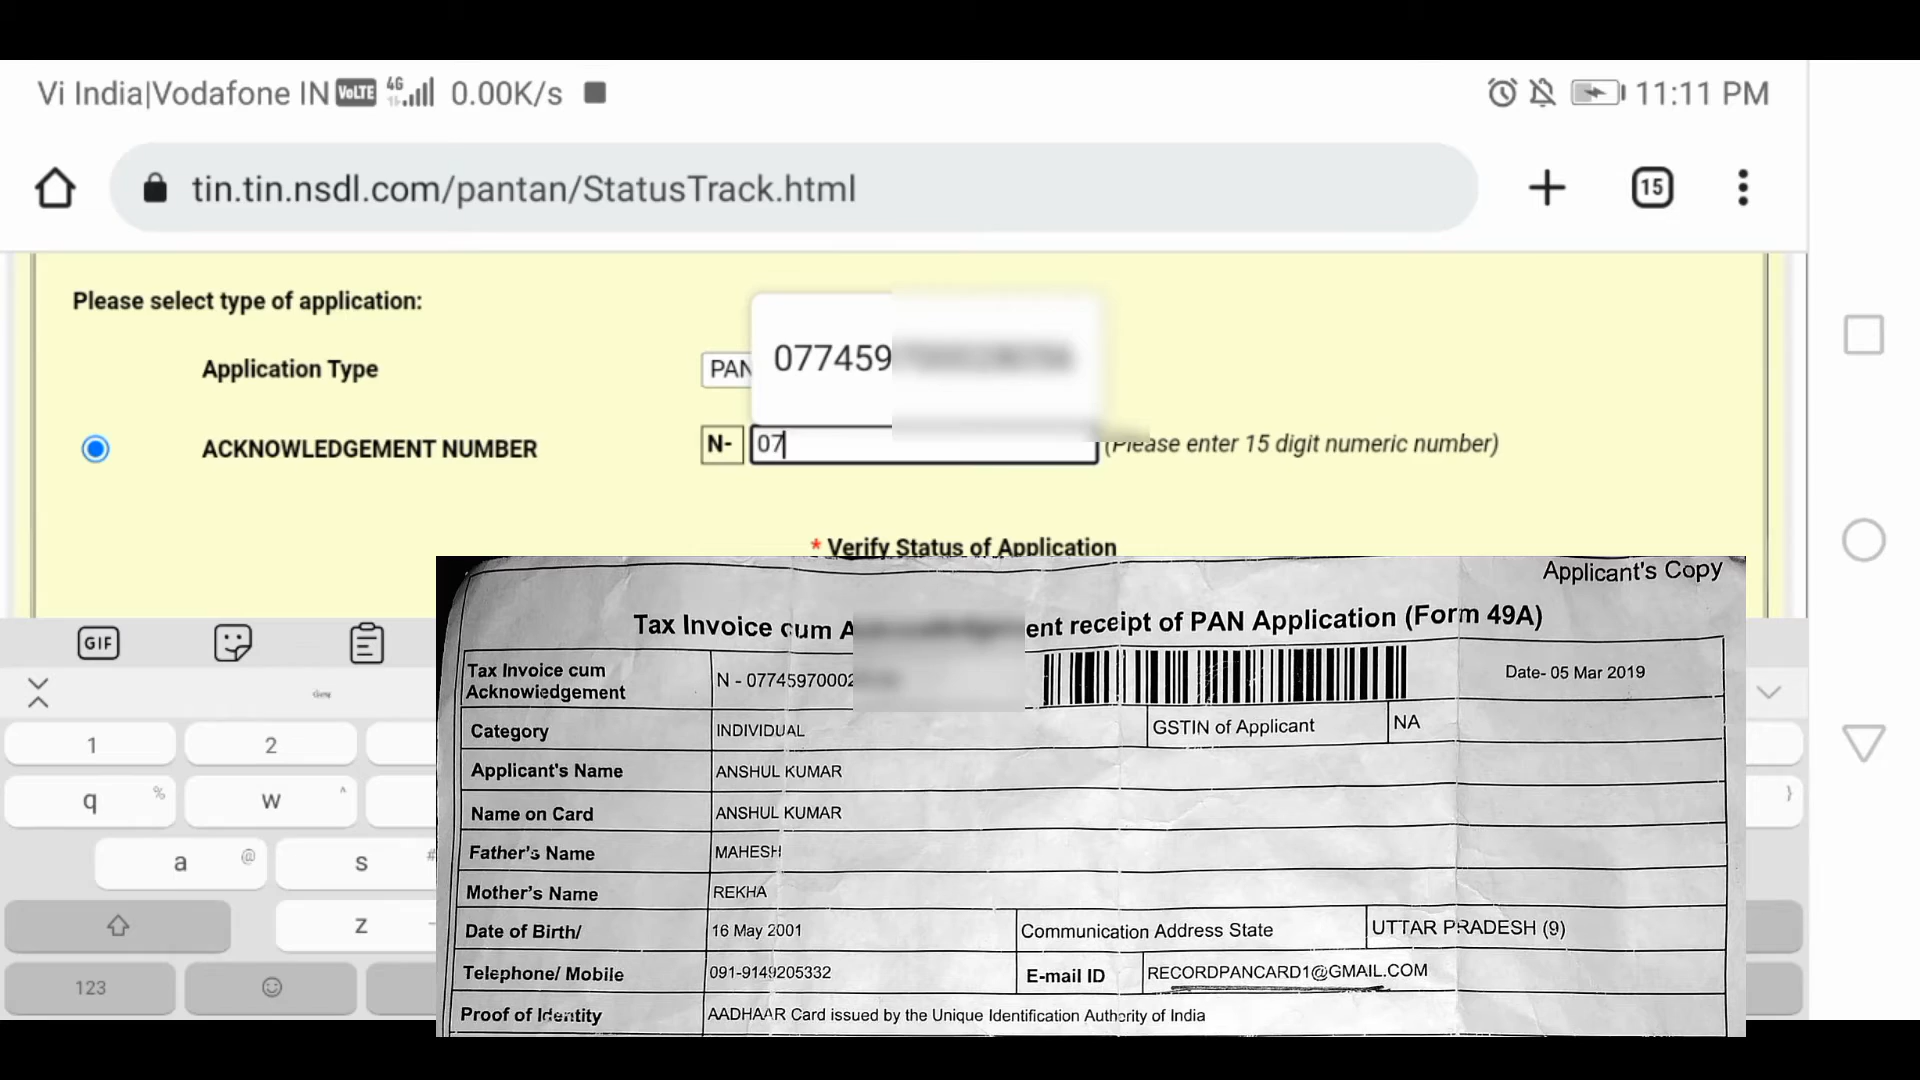 Vi India|Vodafone IN VoLTE 4G 0.00K/s 11:11 PM
tin.tin.nsdl.com/pantan/StatusTrack.html 15
Please select type of application:
Application Type PAN
077459
ACKNOWLEDGEMENT NUMBER N- 07 (Please enter 15 digit numeric number)
* Verify Status of Application
Applicant's Copy
Tax Invoice cum A ent receipt of PAN Application (Form 49A)
Tax Invoice cum
Acknowledgement N - 07745970002 Date- 05 Mar 2019
Category INDIVIDUAL GSTIN of Applicant NA
Applicant's Name ANSHUL KUMAR
Name on Card ANSHUL KUMAR
Father's Name MAHESH
Mother's Name REKHA
Date of Birth/ 16 May 2001 Communication Address State UTTAR PRADESH (9)
Telephone/ Mobile 091-9149205332 E-mail ID RECORDPANCARD1@GMAIL.COM
Proof of Identity AADHAAR Card issued by the Unique Identification Authority of India
GIF
1 2
q % w ^ }
a @ s #
z -
123